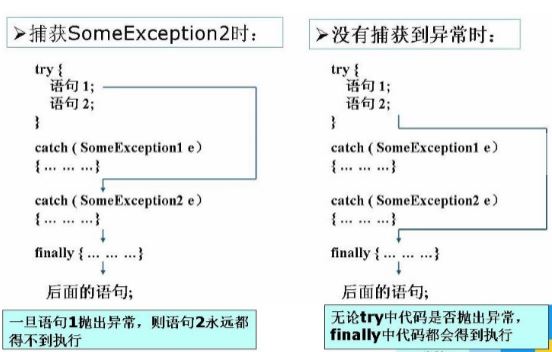 ➢捕获SomeException2时：
try {
语句 1;
语句 2;
}
catch ( SomeException1 e）
{ … … …}
catch ( SomeException2 e）
{ … … …}
finally { … … …}
后面的语句;
一旦语句1抛出异常，则语句2永远都
得不到执行
➢没有捕获到异常时：
try {
语句 1;
语句 2;
}
catch ( SomeException1 e）
{ … … …}
catch ( SomeException2 e）
{ … … …}
finally { … … …}
后面的语句;
无论try中代码是否抛出异常，
finally中代码都会得到执行